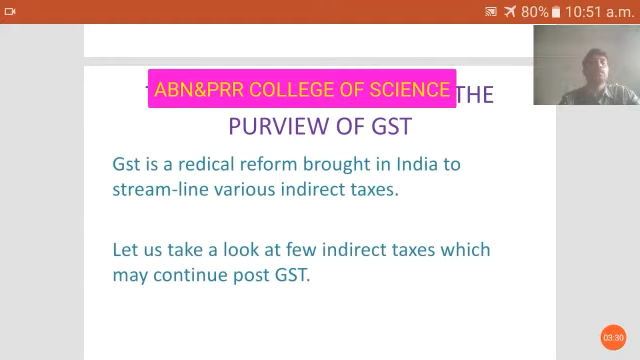 80% 10:51 a.m.
ABN&PRR COLLEGE OF SCIENCE THE
PURVIEW OF GST
Gst is a redical reform brought in India to
stream-line various indirect taxes.
Let us take a look at few indirect taxes which
may continue post GST.
03:30